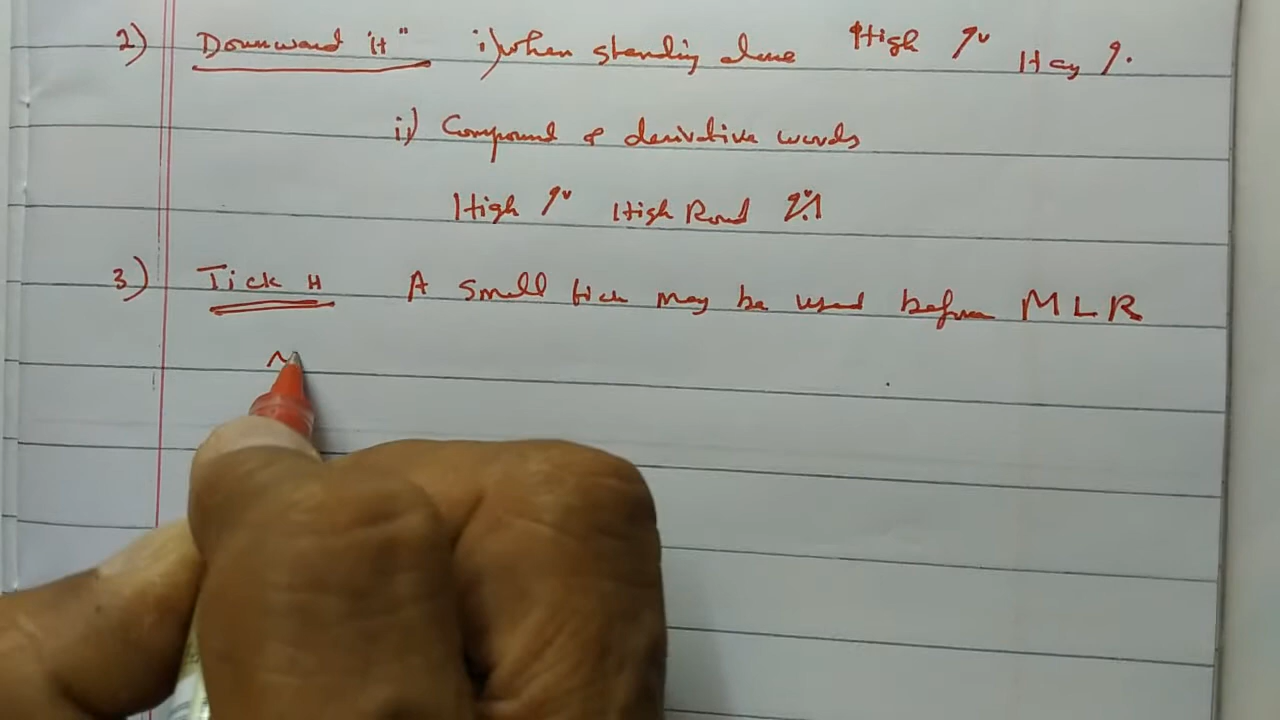 2) Downward "H" i) when standing alone High Hay
ii) Compound & derivative words
High High Road
3) Tick H A small tick may be used before M L R